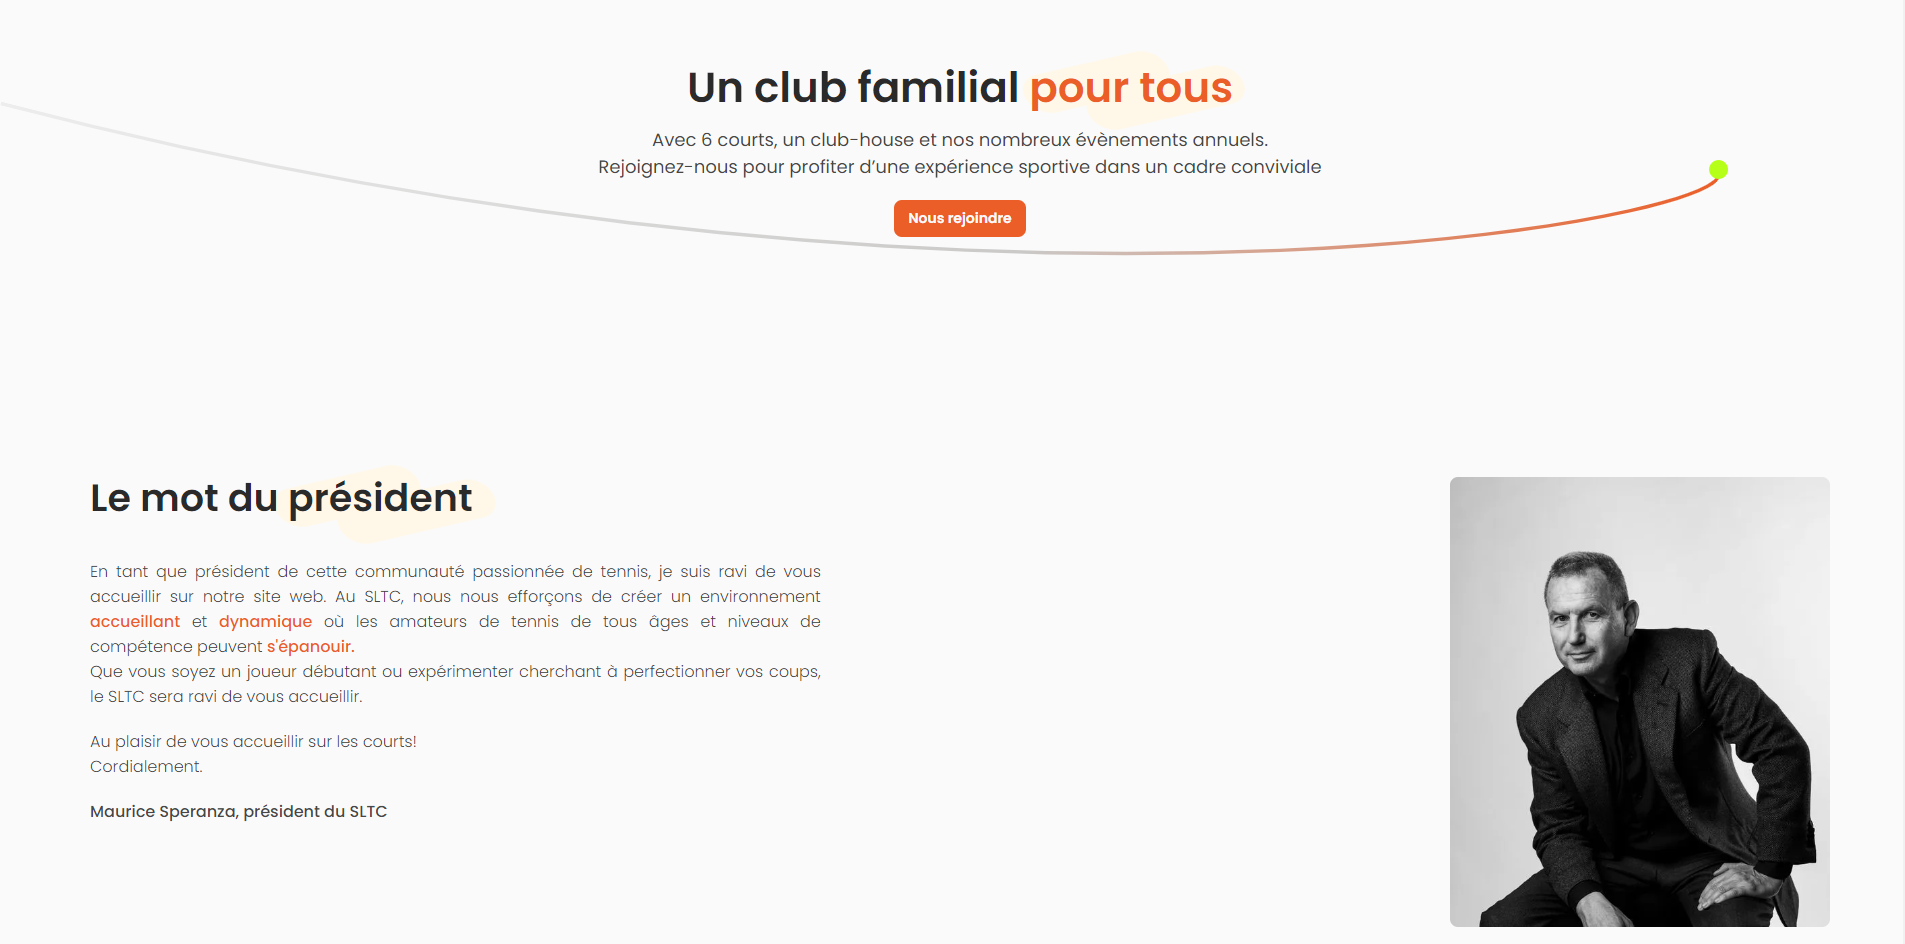 Un club familial pour tous
Avec 6 courts, un club-house et nos nombreux évènements annuels.
Rejoignez-nous pour profiter d’une expérience sportive dans un cadre conviviale
Nous rejoindre
Le mot du président
En tant que président de cette communauté passionnée de tennis, je suis ravi de vous
accueillir sur notre site web. Au SLTC, nous nous efforçons de créer un environnement
accueillant et dynamique où les amateurs de tennis de tous âges et niveaux de
compétence peuvent s'épanouir.
Que vous soyez un joueur débutant ou expérimenter cherchant à perfectionner vos coups,
le SLTC sera ravi de vous accueillir.
Au plaisir de vous accueillir sur les courts!
Cordialement.
Maurice Speranza, président du SLTC